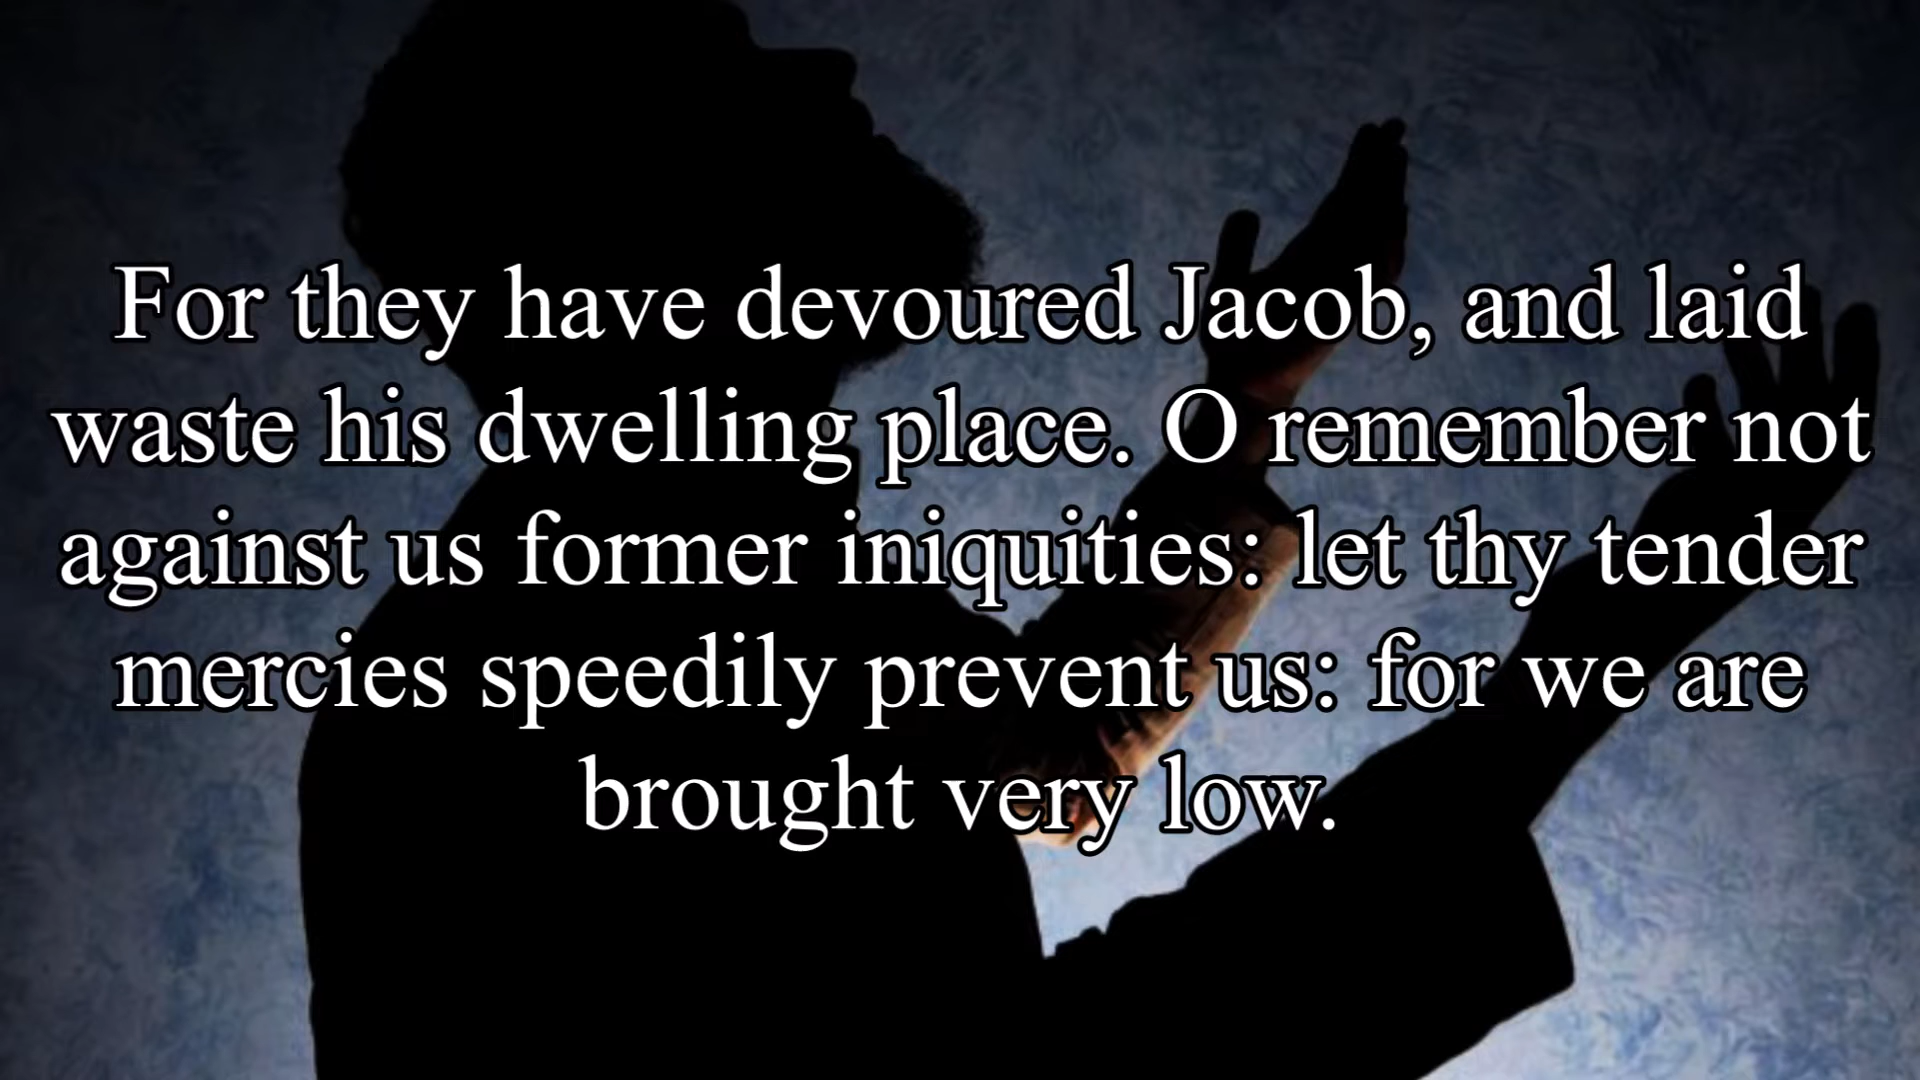 For they have devoured Jacob, and laid
waste his dwelling place. O remember not
against us former iniquities: let thy tender
mercies speedily prevent us: for we are
brought very low.